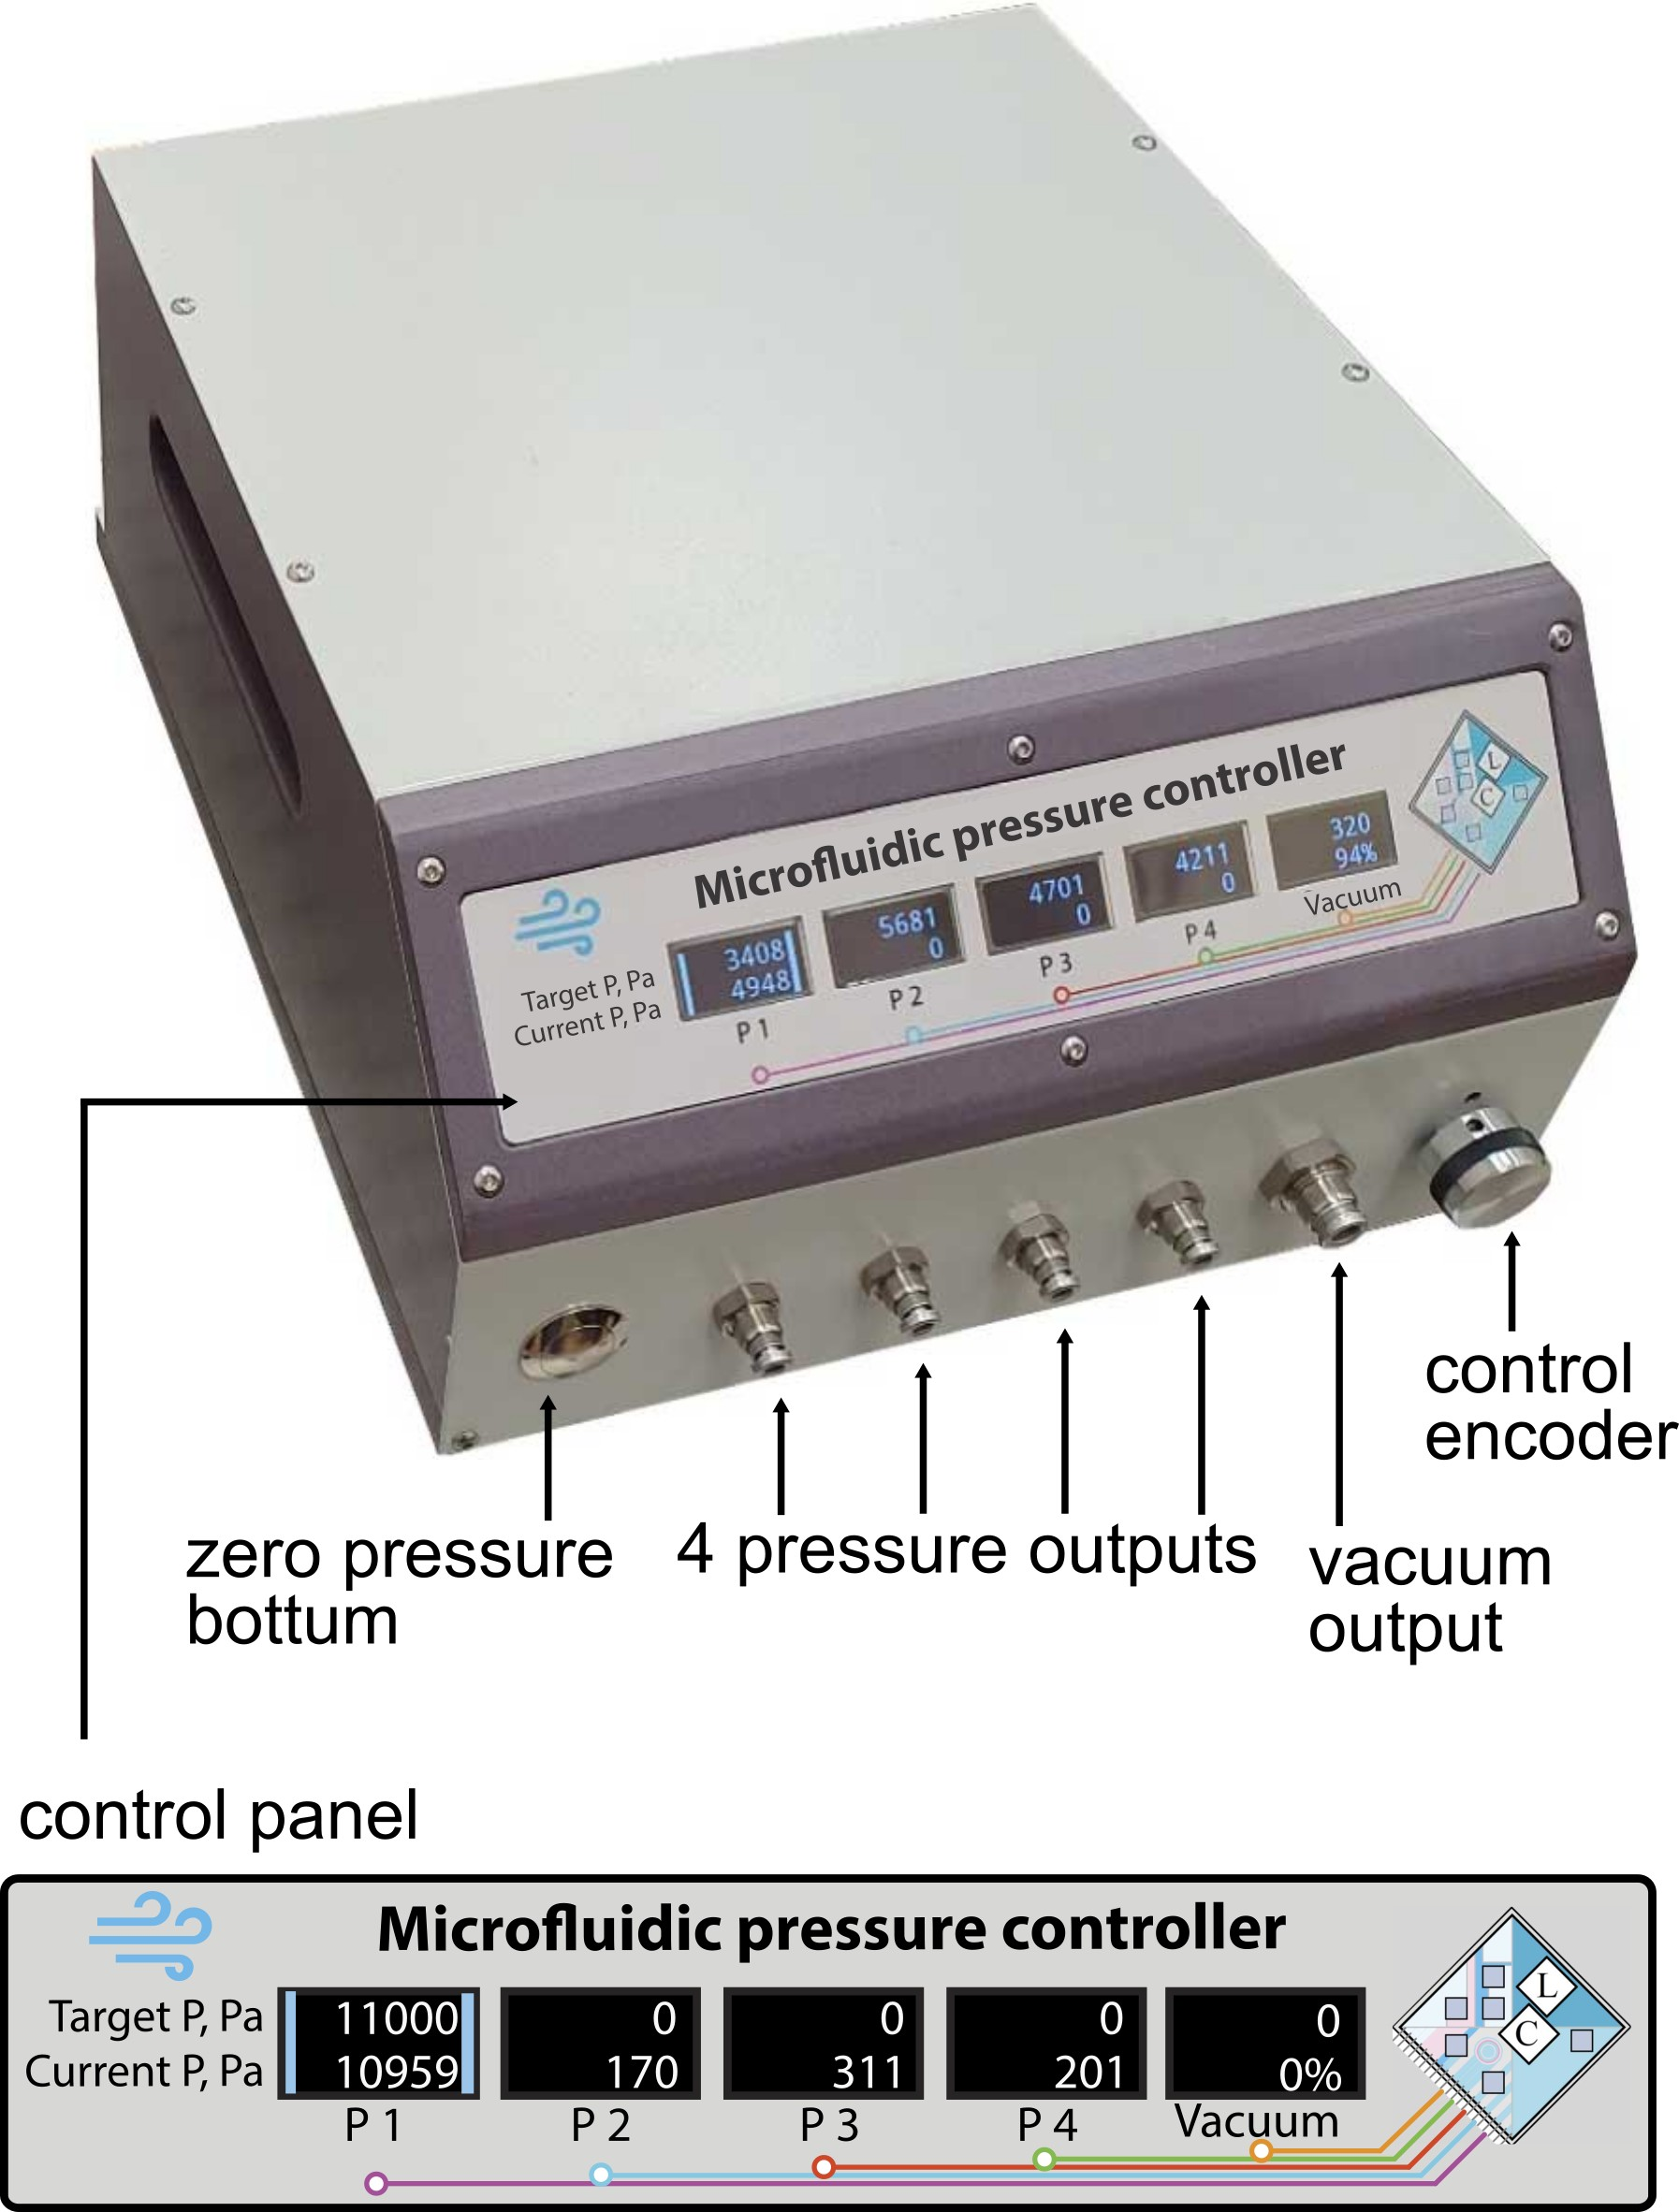 Microfluidic pressure controller
L
C
Target P, Pa
Current P, Pa
3408
4948
P 1
5681
0
P 2
4701
0
P 3
4211
0
P 4
320
94%
Vacuum
zero pressure
bottum
4 pressure outputs
vacuum
output
control
encoder
control panel
Microfluidic pressure controller
L
C
Target P, Pa 11000 0 0 0 0
Current P, Pa 10959 170 311 201 0%
P 1 P 2 P 3 P 4 Vacuum